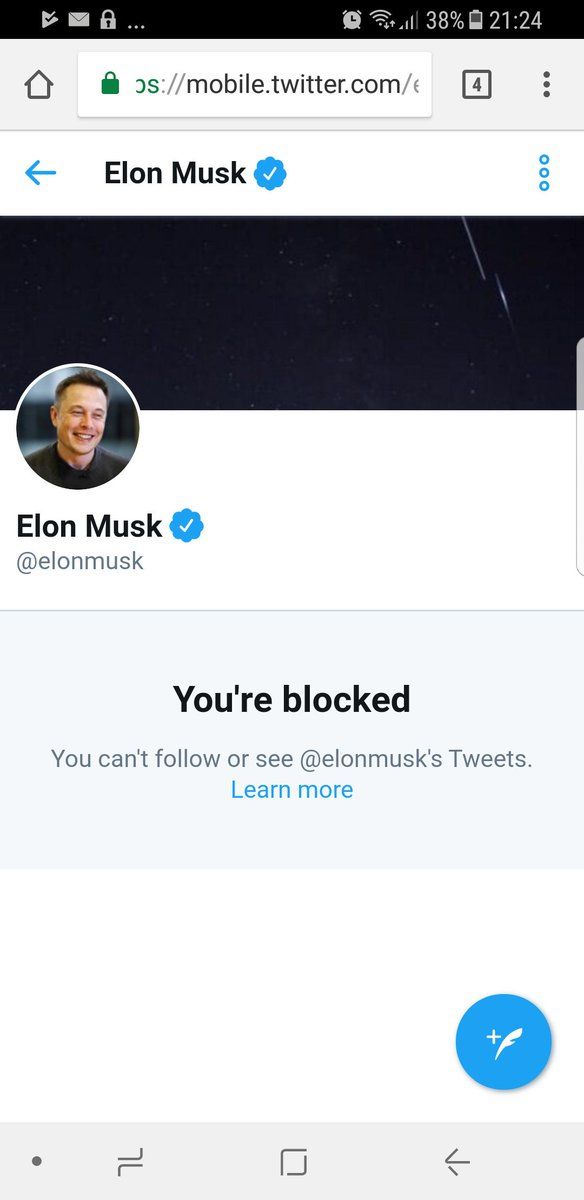 ... 38% 21:24
ps://mobile.twitter.com/e
4
Elon Musk
Elon Musk
@elonmusk
You're blocked
You can't follow or see @elonmusk's Tweets.
Learn more